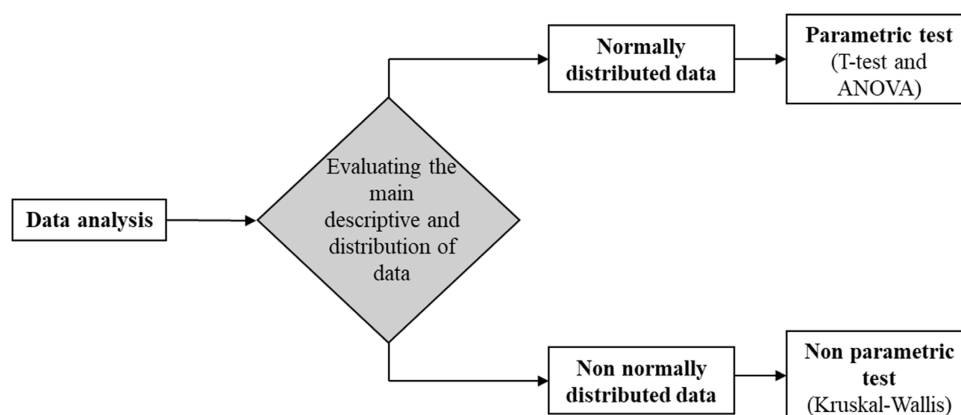 Data analysis
Evaluating the
main
descriptive and
distribution of
data
Normally
distributed data
Parametric test
(T-test and
ANOVA)
Non normally
distributed data
Non parametric
test
(Kruskal-Wallis)